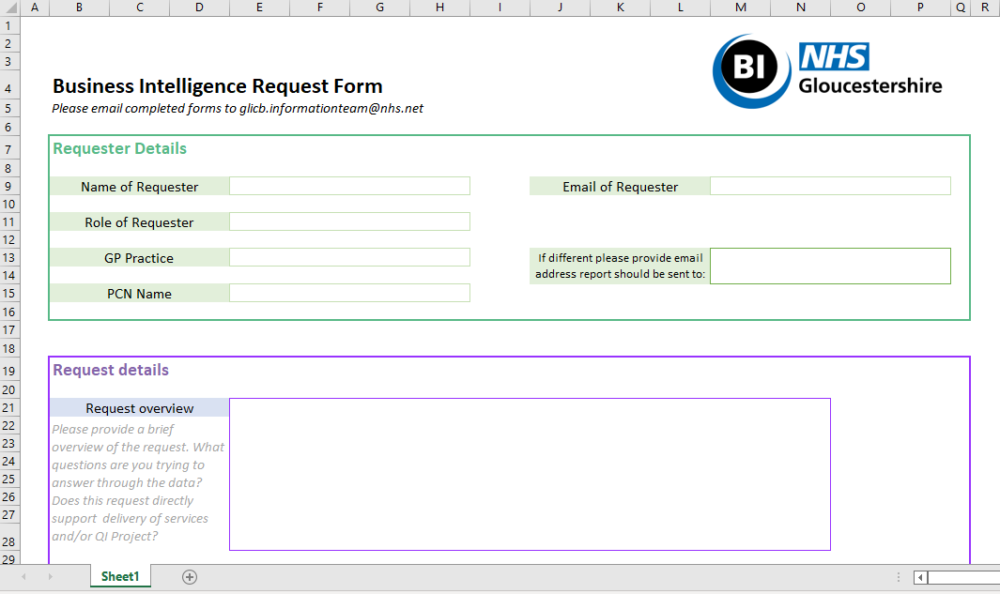 A B C D E F G H I J K L M N O P Q R
1
2
3
4
5
6
7
8
9
10
11
12
13
14
15
16
17
18
19
20
21
22
23
24
25
26
27
28
29
BI NHS
Gloucestershire
Business Intelligence Request Form
Please email completed forms to glicb.informationteam@nhs.net
Requester Details
Name of Requester
Email of Requester
Role of Requester
GP Practice
If different please provide email
address report should be sent to:
PCN Name
Request details
Request overview
Please provide a brief
overview of the request. What
questions are you trying to
answer through the data?
Does this request directly
support  delivery of services
and/or QI Project?
Sheet1